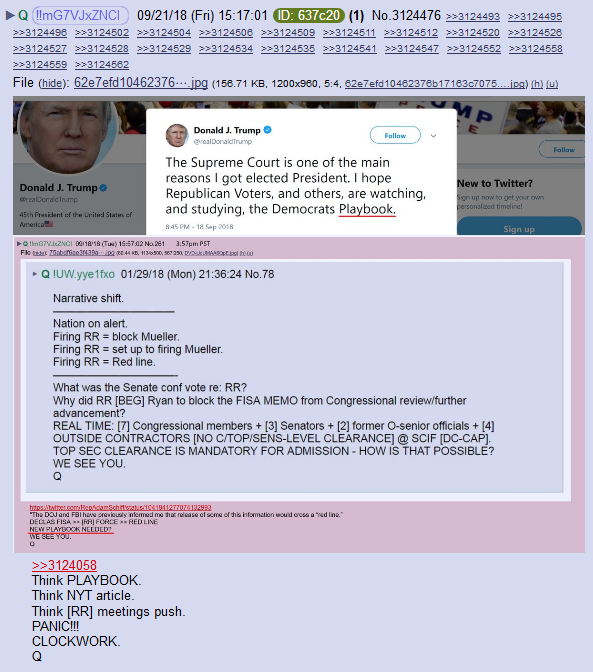 Q !!mG7VJxZNCI 09/21/18 (Fri) 15:17:01 ID: 637c20 (1) No.3124476 >>3124493 >>3124495
>>3124496 >>3124502 >>3124504 >>3124506 >>3124509 >>3124511 >>3124512 >>3124520 >>3124526
>>3124527 >>3124528 >>3124529 >>3124534 >>3124535 >>3124541 >>3124547 >>3124552 >>3124558
>>3124559 >>3124562
File (hide): 62e7efd10462376⋯.jpg (156.71 KB, 1200x960, 5:4, 62e7efd10462376b17163c7075....jpg) (h) (u)
Donald J. Trump
@realDonaldTrump
Follow
The Supreme Court is one of the main
reasons I got elected President. I hope
Republican Voters, and others, are watching,
and studying, the Democrats Playbook.
8:45 PM - 18 Sep 2018
Donald J. Trump
@realDonaldTrump
45th President of the United States of
America
Follow
New to Twitter?
Sign up now to get your own
personalized timeline!
Sign up
Q !!mG7VJxZNCI 09/18/18 (Tue) 15:57:02 No.261 3:57pm PST
Q !UW.yye1fxo 01/29/18 (Mon) 21:36:24 No.78
Narrative shift.
Nation on alert.
Firing RR = block Mueller.
Firing RR = set up to firing Mueller.
Firing RR = Red line.
What was the Senate conf vote re: RR?
Why did RR [BEG] Ryan to block the FISA MEMO from Congressional review/further
advancement?
REAL TIME: [7] Congressional members + [3] Senators + [2] former O-senior officials + [4]
OUTSIDE CONTRACTORS [NO C/TOP/SENS-LEVEL CLEARANCE] @ SCIF [DC-CAP].
TOP SEC CLEARANCE IS MANDATORY FOR ADMISSION - HOW IS THAT POSSIBLE?
WE SEE YOU.
Q
https://twitter.com/RepAdamSchiff/status/1041941277074132993
"The DOJ and FBI have previously informed me that release of some of this information would cross a "red line."
DECLAS FISA >> [RR] FORCE >> RED LINE
NEW PLAYBOOK NEEDED?
WE SEE YOU.
Q
>>3124058
Think PLAYBOOK.
Think NYT article.
Think [RR] meetings push.
PANIC!!!
CLOCKWORK.
Q